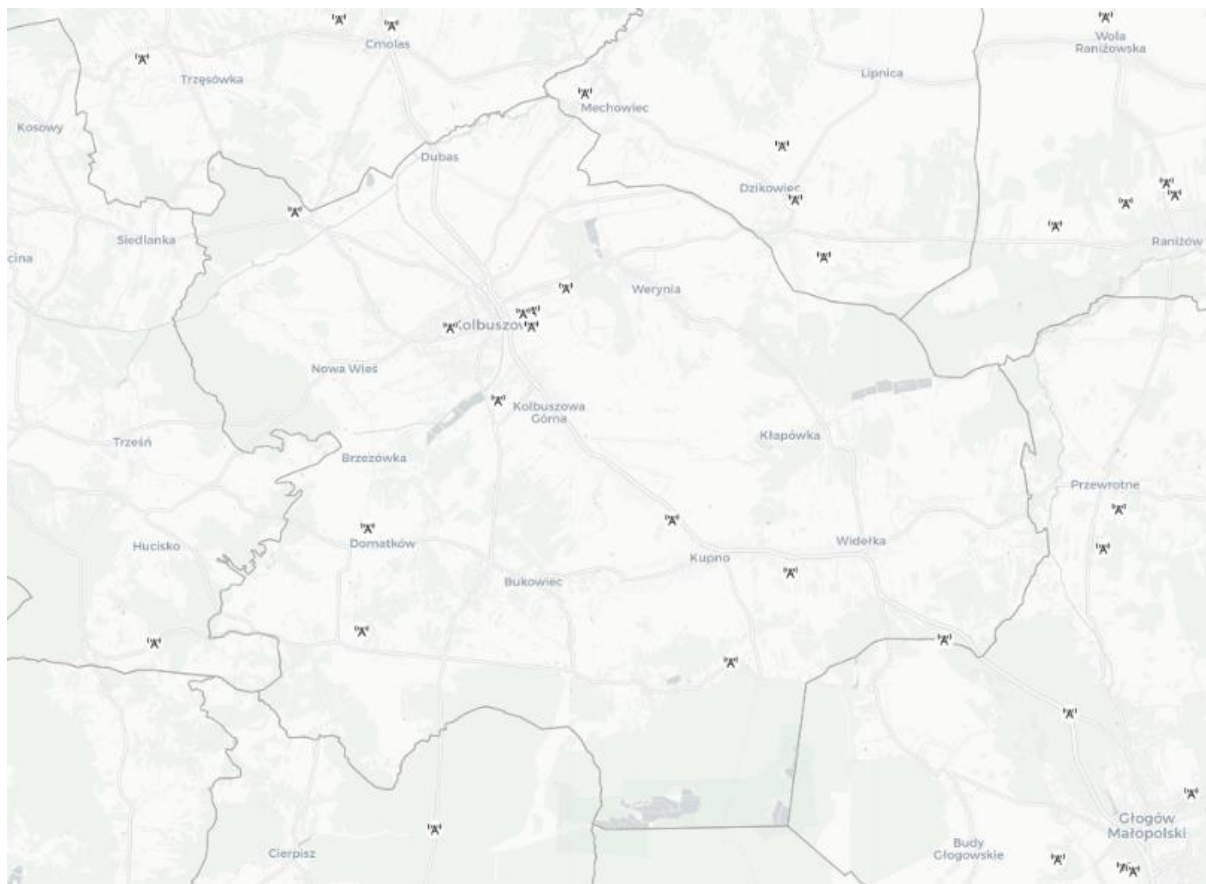 Cmolas
Wola
Raniżowska
Trzęsówka
Lipnica
Mechowiec
Kosowy
Dubas
Dzikowiec
Siedlanka
Raniżów
cina
Werynia
Kolbuszow
Nowa Wieś
Kolbuszowa
Górna
Trześń
Kłapówka
Brzezówka
Przewrotne
Hucisko
Domatków
Widełka
Kupno
Bukowiec
Głogów
Małopolski
Budy
Głogowskie
Cierpisz